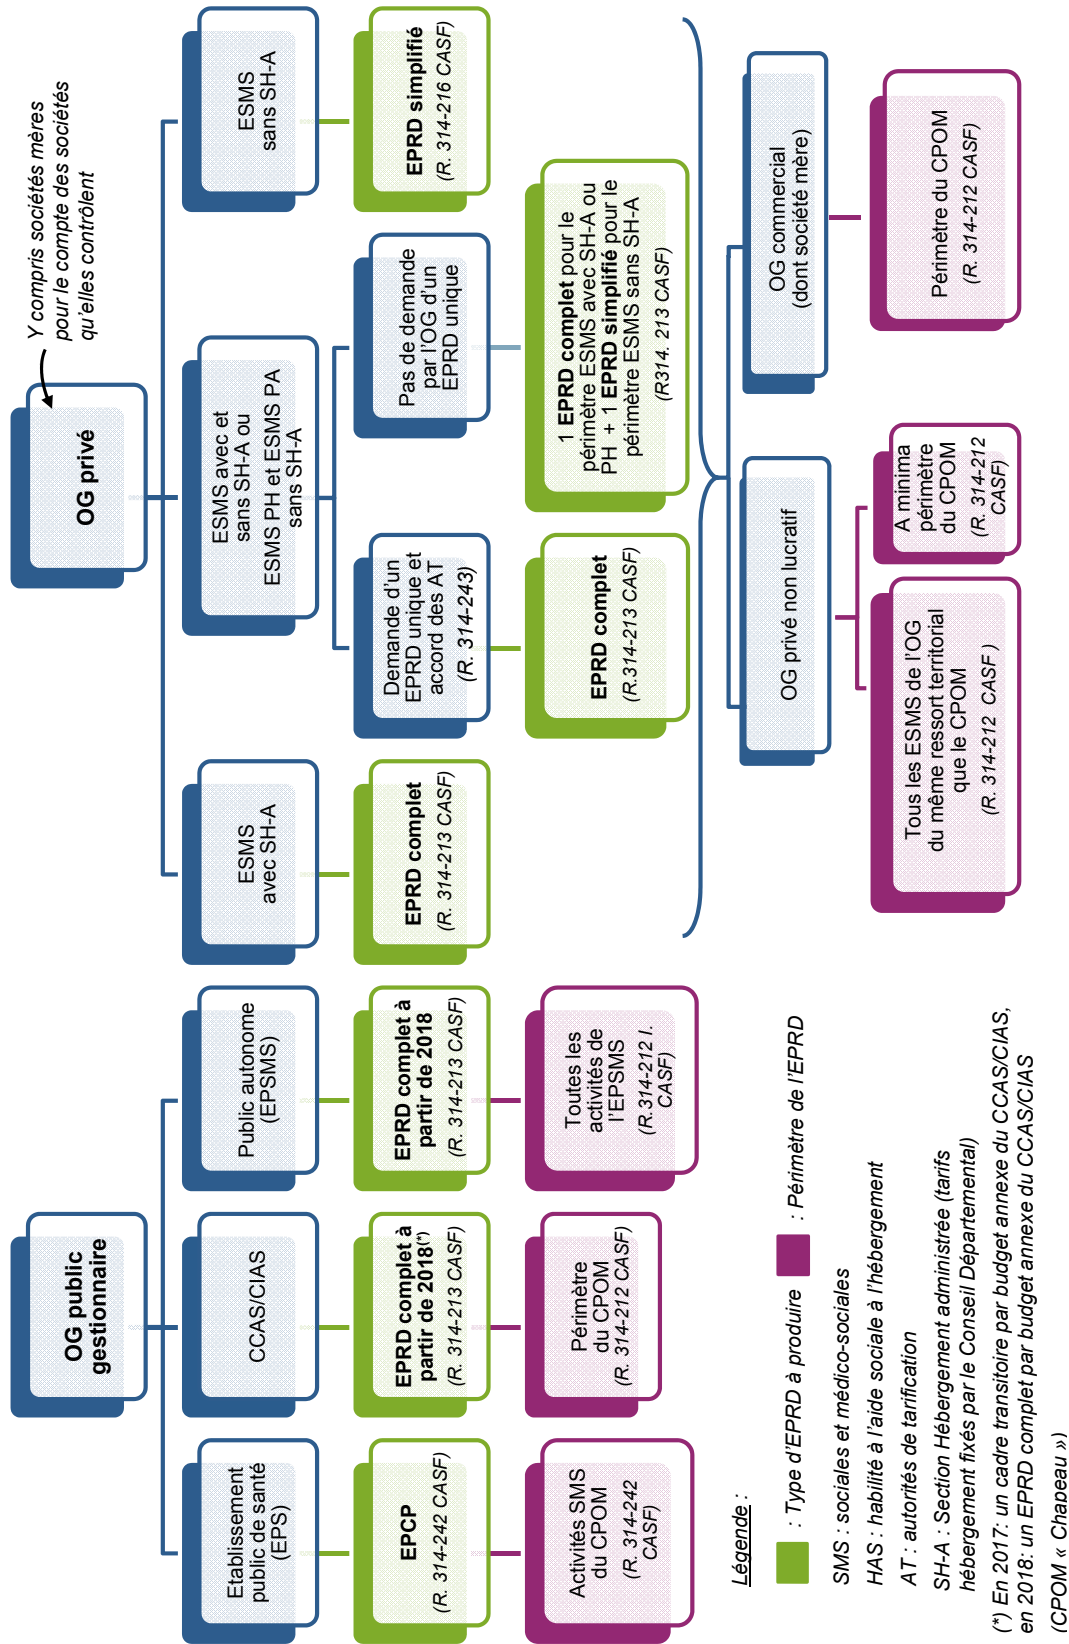 OG public
gestionnaire
Etablissement
public de santé
(EPS)
CCAS/CIAS
Public autonome
(EPSMS)
EPCP
(R. 314-242 CASF)
EPRD complet à
partir de 2018(*)
(R. 314-213 CASF)
EPRD complet à
partir de 2018
(R. 314-213 CASF)
Activités SMS
du CPOM
(R. 314-242
CASF)
Périmètre
du CPOM
(R. 314-212 CASF)
Toutes les
activités de
l'EPSMS
(R.314-212 I.
CASF)
OG privé
Y compris sociétés mères
pour le compte des sociétés
qu'elles contrôlent
ESMS
avec SH-A
ESMS avec et
sans SH-A ou
ESMS PH et ESMS PA
sans SH-A
ESMS
sans SH-A
EPRD complet
(R. 314-213 CASF)
Demande d'un
EPRD unique et
accord des AT
(R. 314-243)
Pas de demande
par l'OG d'un
EPRD unique
EPRD simplifié
(R. 314-216 CASF)
EPRD complet
(R.314-213 CASF)
1 EPRD complet pour le
périmètre ESMS avec SH-A ou
PH + 1 EPRD simplifié pour le
périmètre ESMS sans SH-A
(R314. 213 CASF)
OG privé non lucratif
OG commercial
(dont société mère)
Tous les ESMS de l'OG
du même ressort territorial
que le CPOM
(R. 314-212 CASF )
A minima
périmètre
du CPOM
(R. 314-212
CASF)
Périmètre du CPOM
(R. 314-212 CASF)
Légende :
: Type d'EPRD à produire
: Périmètre de l'EPRD
SMS : sociales et médico-sociales
HAS : habilité à l'aide sociale à l'hébergement
AT : autorités de tarification
SH-A : Section Hébergement administrée (tarifs
hébergement fixés par le Conseil Départemental)
(*) En 2017: un cadre transitoire par budget annexe du CCAS/CIAS,
en 2018: un EPRD complet par budget annexe du CCAS/CIAS
(CPOM « Chapeau »)